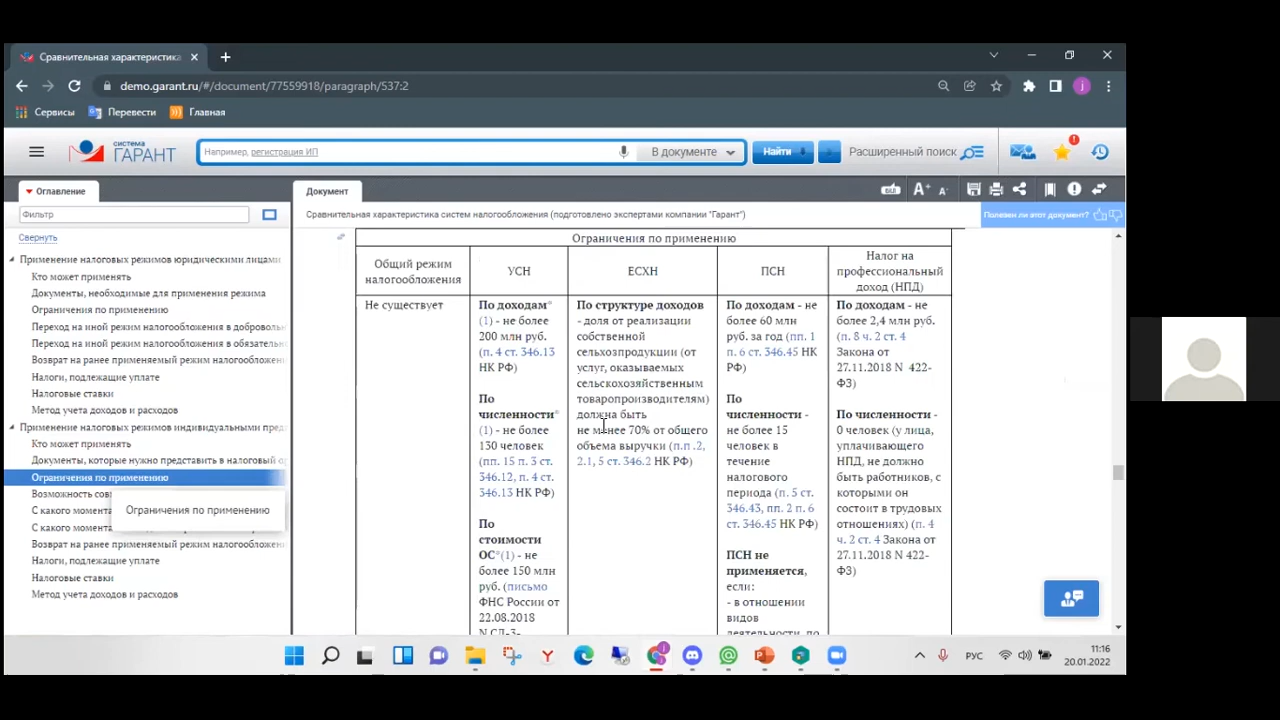 Сравнительная характеристика
demo.garant.ru/#/document/77559918/paragraph/537:2
Сервисы
Перевести
Главная
система
ГАРАНТ
Например, регистрация ИП
В документе
Найти
Расширенный поиск
Оглавление
Документ
Фильтр
Сравнительная характеристика систем налогообложения (подготовлено экспертами компании "Гарант")
Полезен ли этот документ?
Свернуть
Применение налоговых режимов юридическими лицами
Кто может применять
Документы, необходимые для применения режима
Ограничения по применению
Переход на иной режим налогообложения в добровольн
Переход на иной режим налогообложения в обязательн
Возврат на ранее применяемый режим налогообложени
Налоги, подлежащие уплате
Налоговые ставки
Метод учета доходов и расходов
Применение налоговых режимов индивидуальными пред
Кто может применять
Документы, которые нужно представить в налоговый о
Ограничения по применению
Возможность сов
Ограничения по применению
С какого момента
С какого момента
Возврат на ранее применяемый режим налогообложени
Налоги, подлежащие уплате
Налоговые ставки
Метод учета доходов и расходов
Ограничения по применению
Общий режим
налогообложения
УСН
ЕСХН
ПСН
Налог на
профессиональный
доход (НПД)
Не существует
По доходам*
(1) - не более
200 млн руб.
(п. 4 ст. 346.13
НК РФ)
По
численности*
(1) - не более
130 человек
(пп. 15 п. 3 ст.
346.12, п. 4 ст.
346.13 НК РФ)
По
стоимости
ОС*(1) - не
более 150 млн
руб. (письмо
ФНС России от
22.08.2018
N СД-3-
По структуре доходов
- доля от реализации
собственной
сельхозпродукции (от
услуг, оказываемых
сельскохозяйственным
товаропроизводителям)
должна быть
не менее 70% от общего
объема выручки (п.п .2,
2.1, 5 ст. 346.2 НК РФ)
По доходам - не
более 60 млн
руб. за год (пп. 1
п. 6 ст. 346.45 НК
РФ)
По
численности -
не более 15
человек в
течение
налогового
периода (п. 5 ст.
346.43, пп. 2 п. 6
ст. 346.45 НК РФ)
ПСН не
применяется,
если:
- в отношении
видов
деятельности, по
По доходам - не
более 2,4 млн руб.
(п. 8 ч. 2 ст. 4
Закона от
27.11.2018 N 422-
ФЗ)
По численности -
0 человек (у лица,
уплачивающего
НПД, не должно
быть работников, с
которыми он
состоит в трудовых
отношениях) (п. 4
ч. 2 ст. 4 Закона от
27.11.2018 N 422-
ФЗ)
РУС
11:16
20.01.2022